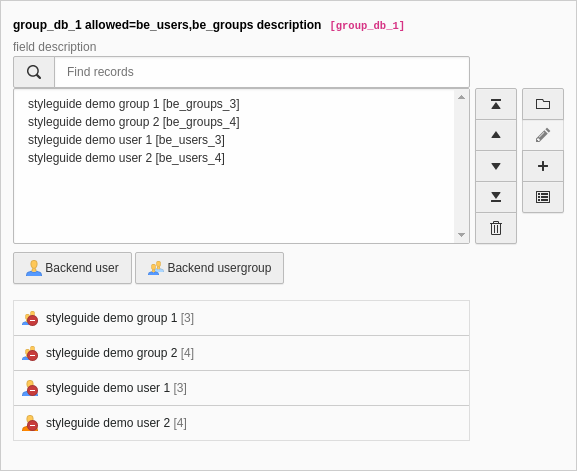 group_db_1 allowed=be_users,be_groups description [group_db_1]
field description
Find records
styleguide demo group 1 [be_groups_3]
styleguide demo group 2 [be_groups_4]
styleguide demo user 1 [be_users_3]
styleguide demo user 2 [be_users_4]
Backend user Backend usergroup
styleguide demo group 1 [3]
styleguide demo group 2 [4]
styleguide demo user 1 [3]
styleguide demo user 2 [4]